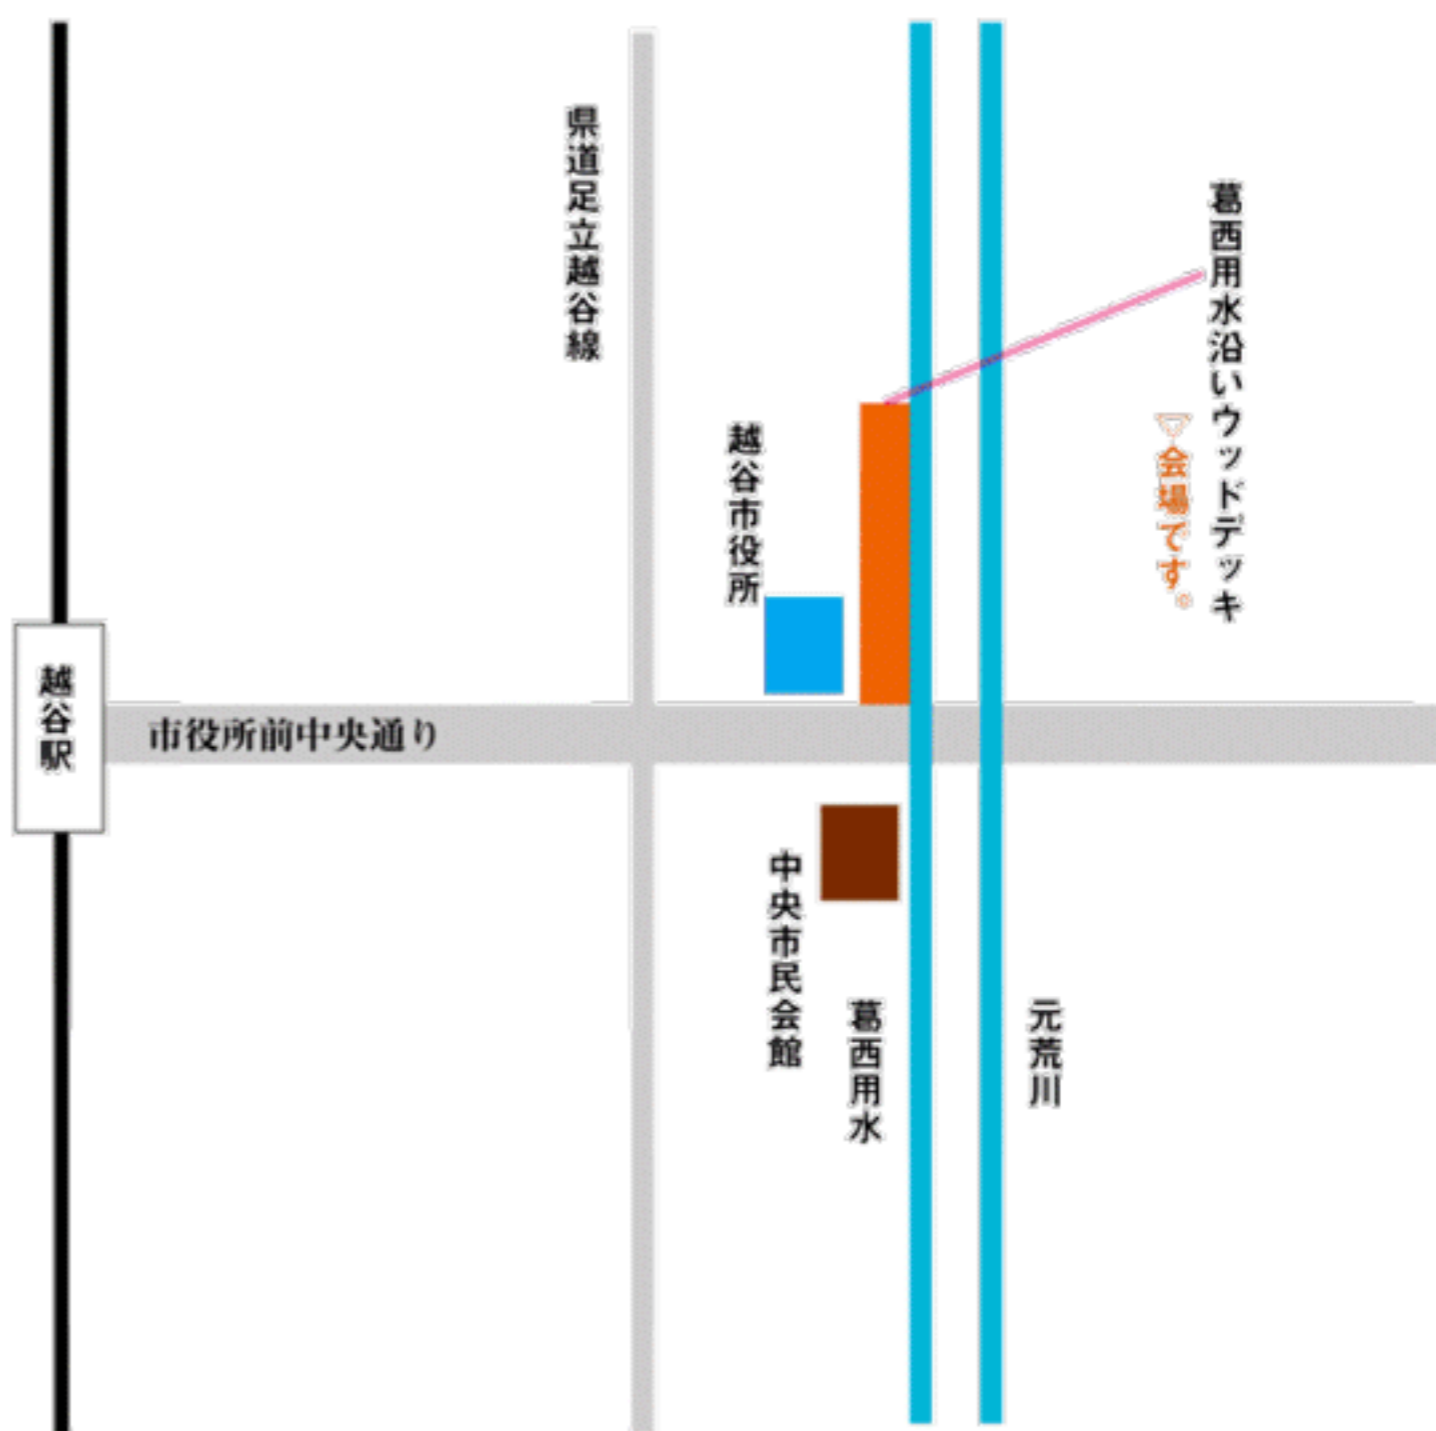 県道足立越谷線
葛西用水沿いウッドデッキ
▽会場です。
越谷市役所
越谷駅
市役所前中央通り
中央市民会館
葛西用水
元荒川